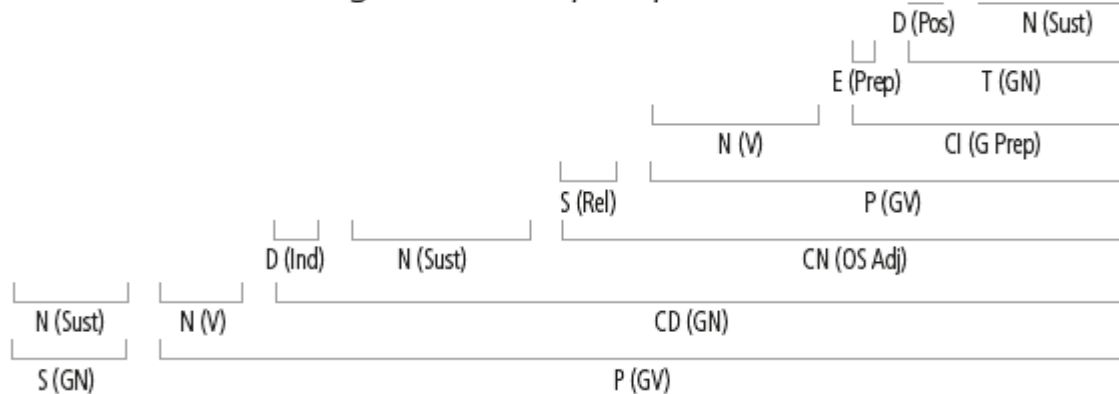 D (Pos) N (Sust)
E (Prep) T (GN)
N (V) CI (G Prep)
S (Rel) P (GV)
D (Ind) N (Sust) CN (OS Adj)
N (Sust) N (V) CD (GN)
S (GN) P (GV)